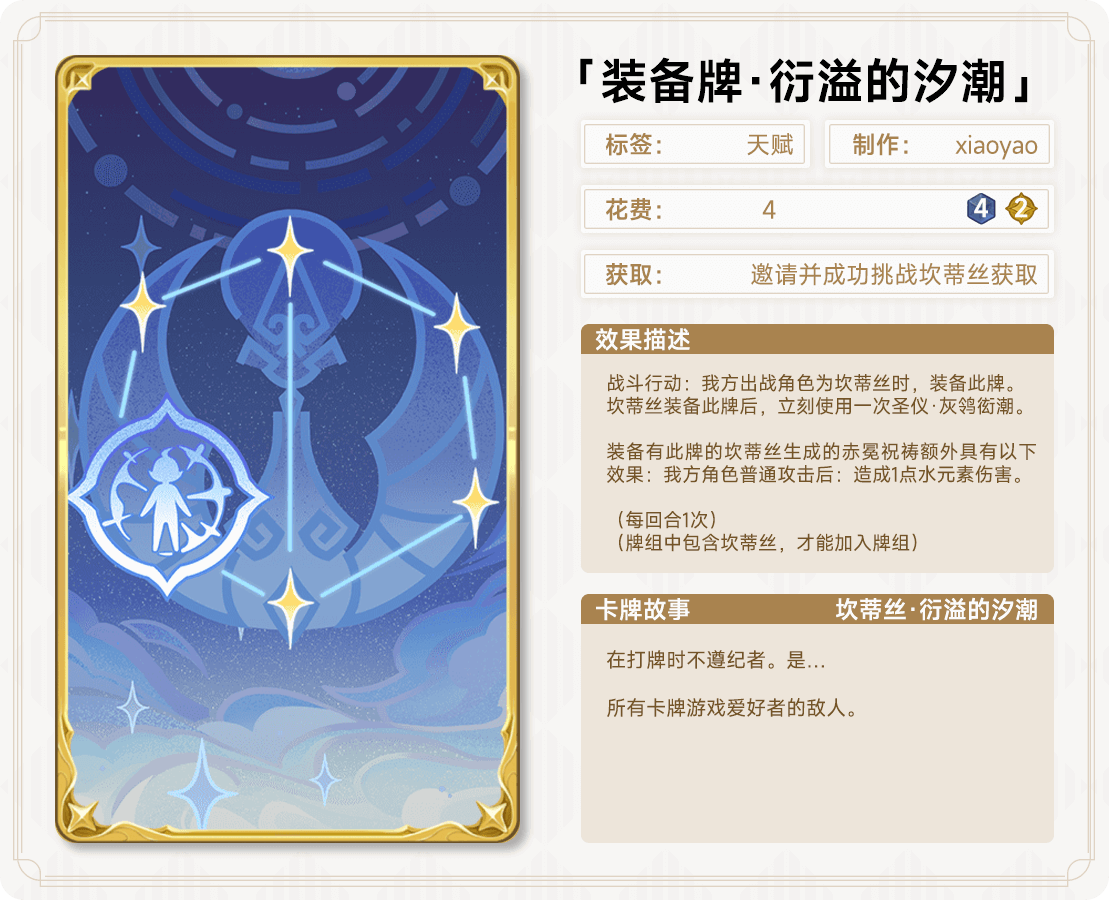 「装备牌·衍溢的汐潮」
标签： 天赋 制作： xiaoyao
花费： 4 4 2
获取： 邀请并成功挑战坎蒂丝获取
效果描述
战斗行动：我方出战角色为坎蒂丝时，装备此牌。
坎蒂丝装备此牌后，立刻使用一次圣仪·灰鸰衒潮。
装备有此牌的坎蒂丝生成的赤冕祝祷额外具有以下
效果：我方角色普通攻击后：造成1点水元素伤害。
（每回合1次）
（牌组中包含坎蒂丝，才能加入牌组）
卡牌故事 坎蒂丝·衍溢的汐潮
在打牌时不遵纪者。是...
所有卡牌游戏爱好者的敌人。